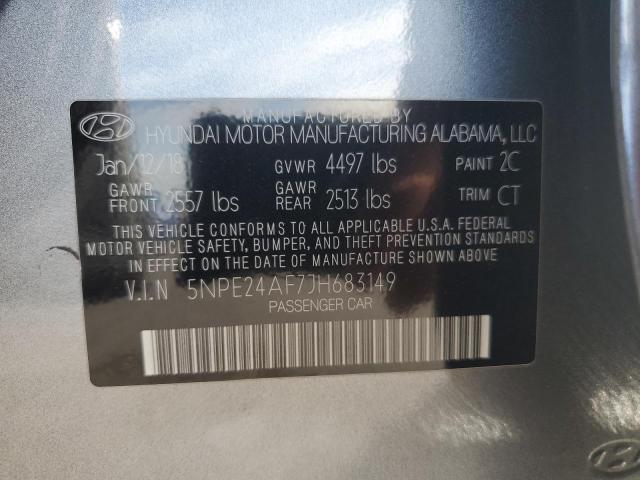 MANUFACTURED BY
HYUNDAI MOTOR MANUFACTURING ALABAMA, LLC
Jan/12/18 GVWR 4497 lbs PAINT 2C
GAWR FRONT 2557 lbs GAWR REAR 2513 lbs TRIM CT
THIS VEHICLE CONFORMS TO ALL APPLICABLE U.S.A. FEDERAL
MOTOR VEHICLE SAFETY, BUMPER, AND THEFT PREVENTION STANDARDS
IN EFFECT ON THE DATE OF MANUFACTURE SHOWN ABOVE.
V.I.N 5NPE24AF7JH683149
PASSENGER CAR